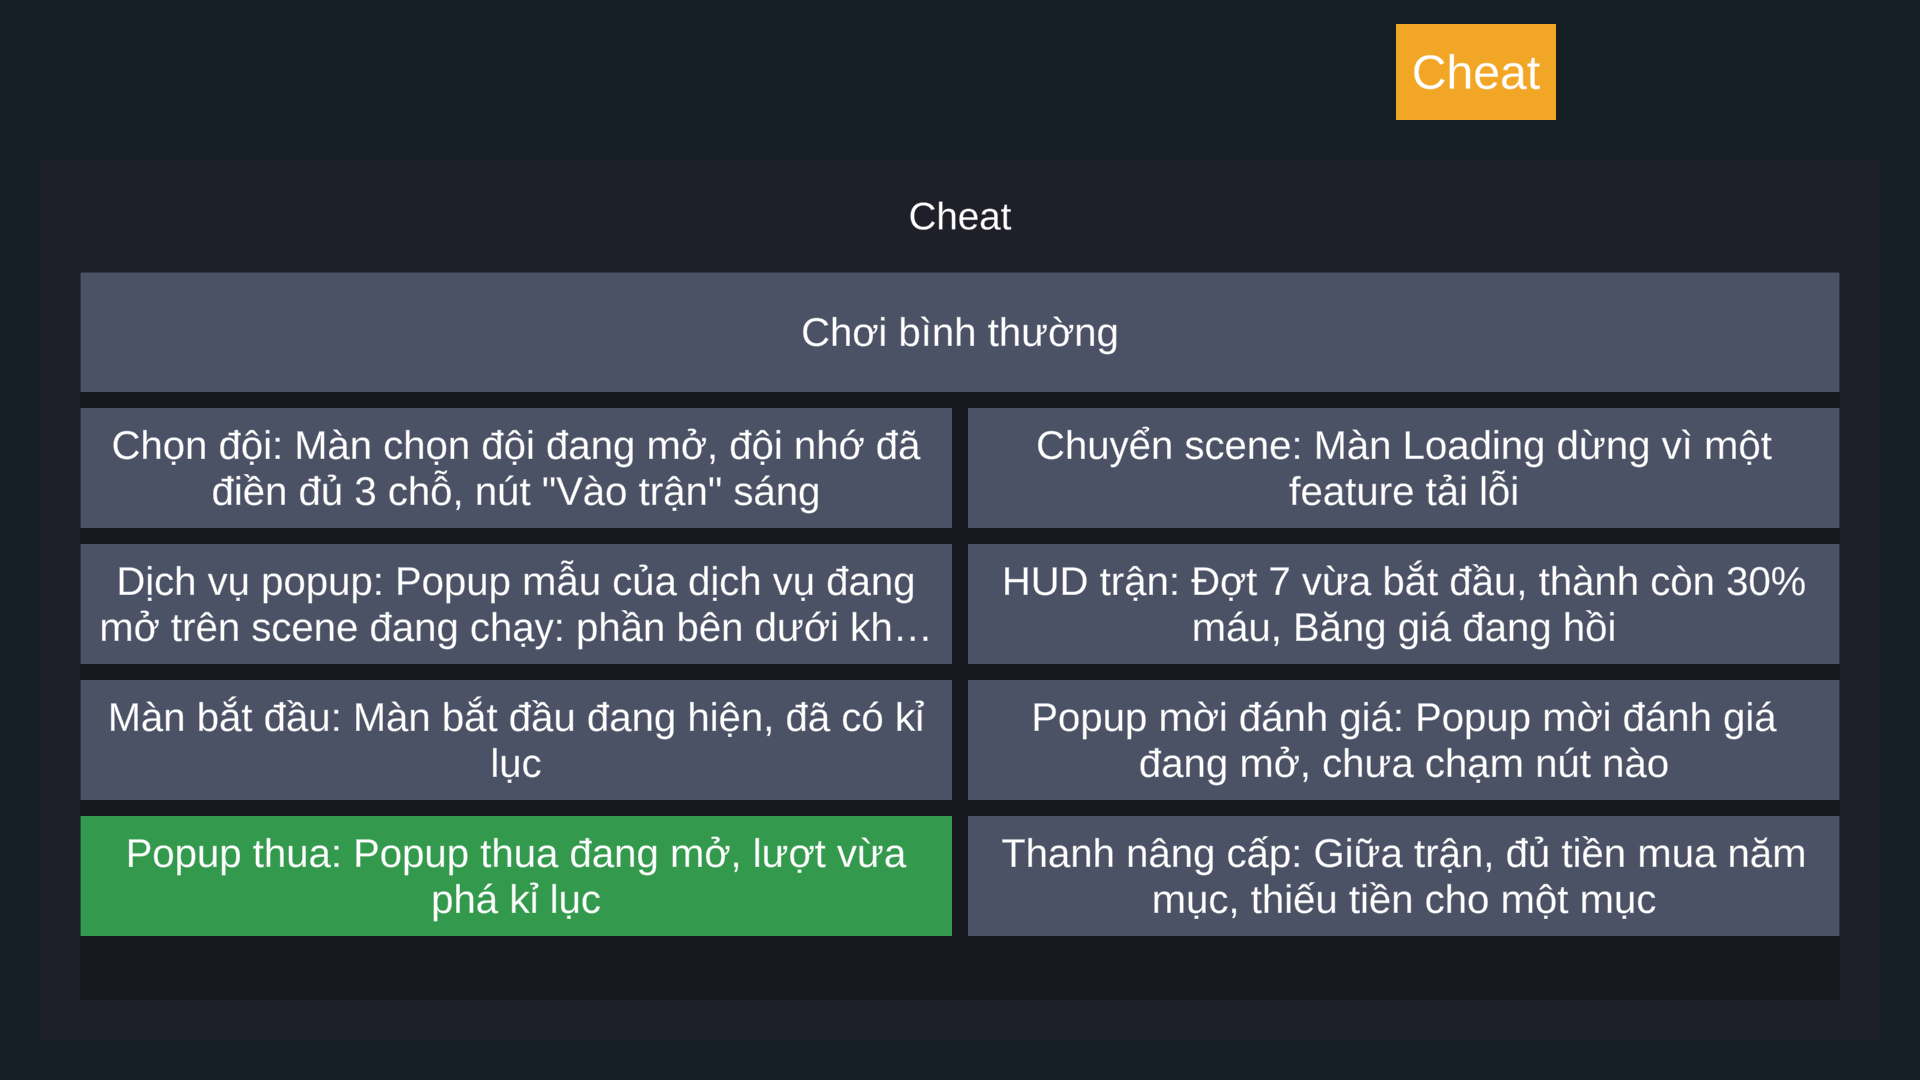 Cheat
Cheat
Chơi bình thường
Chọn đội: Màn chọn đội đang mở, đội nhớ đã
điền đủ 3 chỗ, nút "Vào trận" sáng
Chuyển scene: Màn Loading dừng vì một
feature tải lỗi
Dịch vụ popup: Popup mẫu của dịch vụ đang
mở trên scene đang chạy: phần bên dưới kh…
HUD trận: Đợt 7 vừa bắt đầu, thành còn 30%
máu, Băng giá đang hồi
Màn bắt đầu: Màn bắt đầu đang hiện, đã có kỉ
lục
Popup mời đánh giá: Popup mời đánh giá
đang mở, chưa chạm nút nào
Popup thua: Popup thua đang mở, lượt vừa
phá kỉ lục
Thanh nâng cấp: Giữa trận, đủ tiền mua năm
mục, thiếu tiền cho một mục